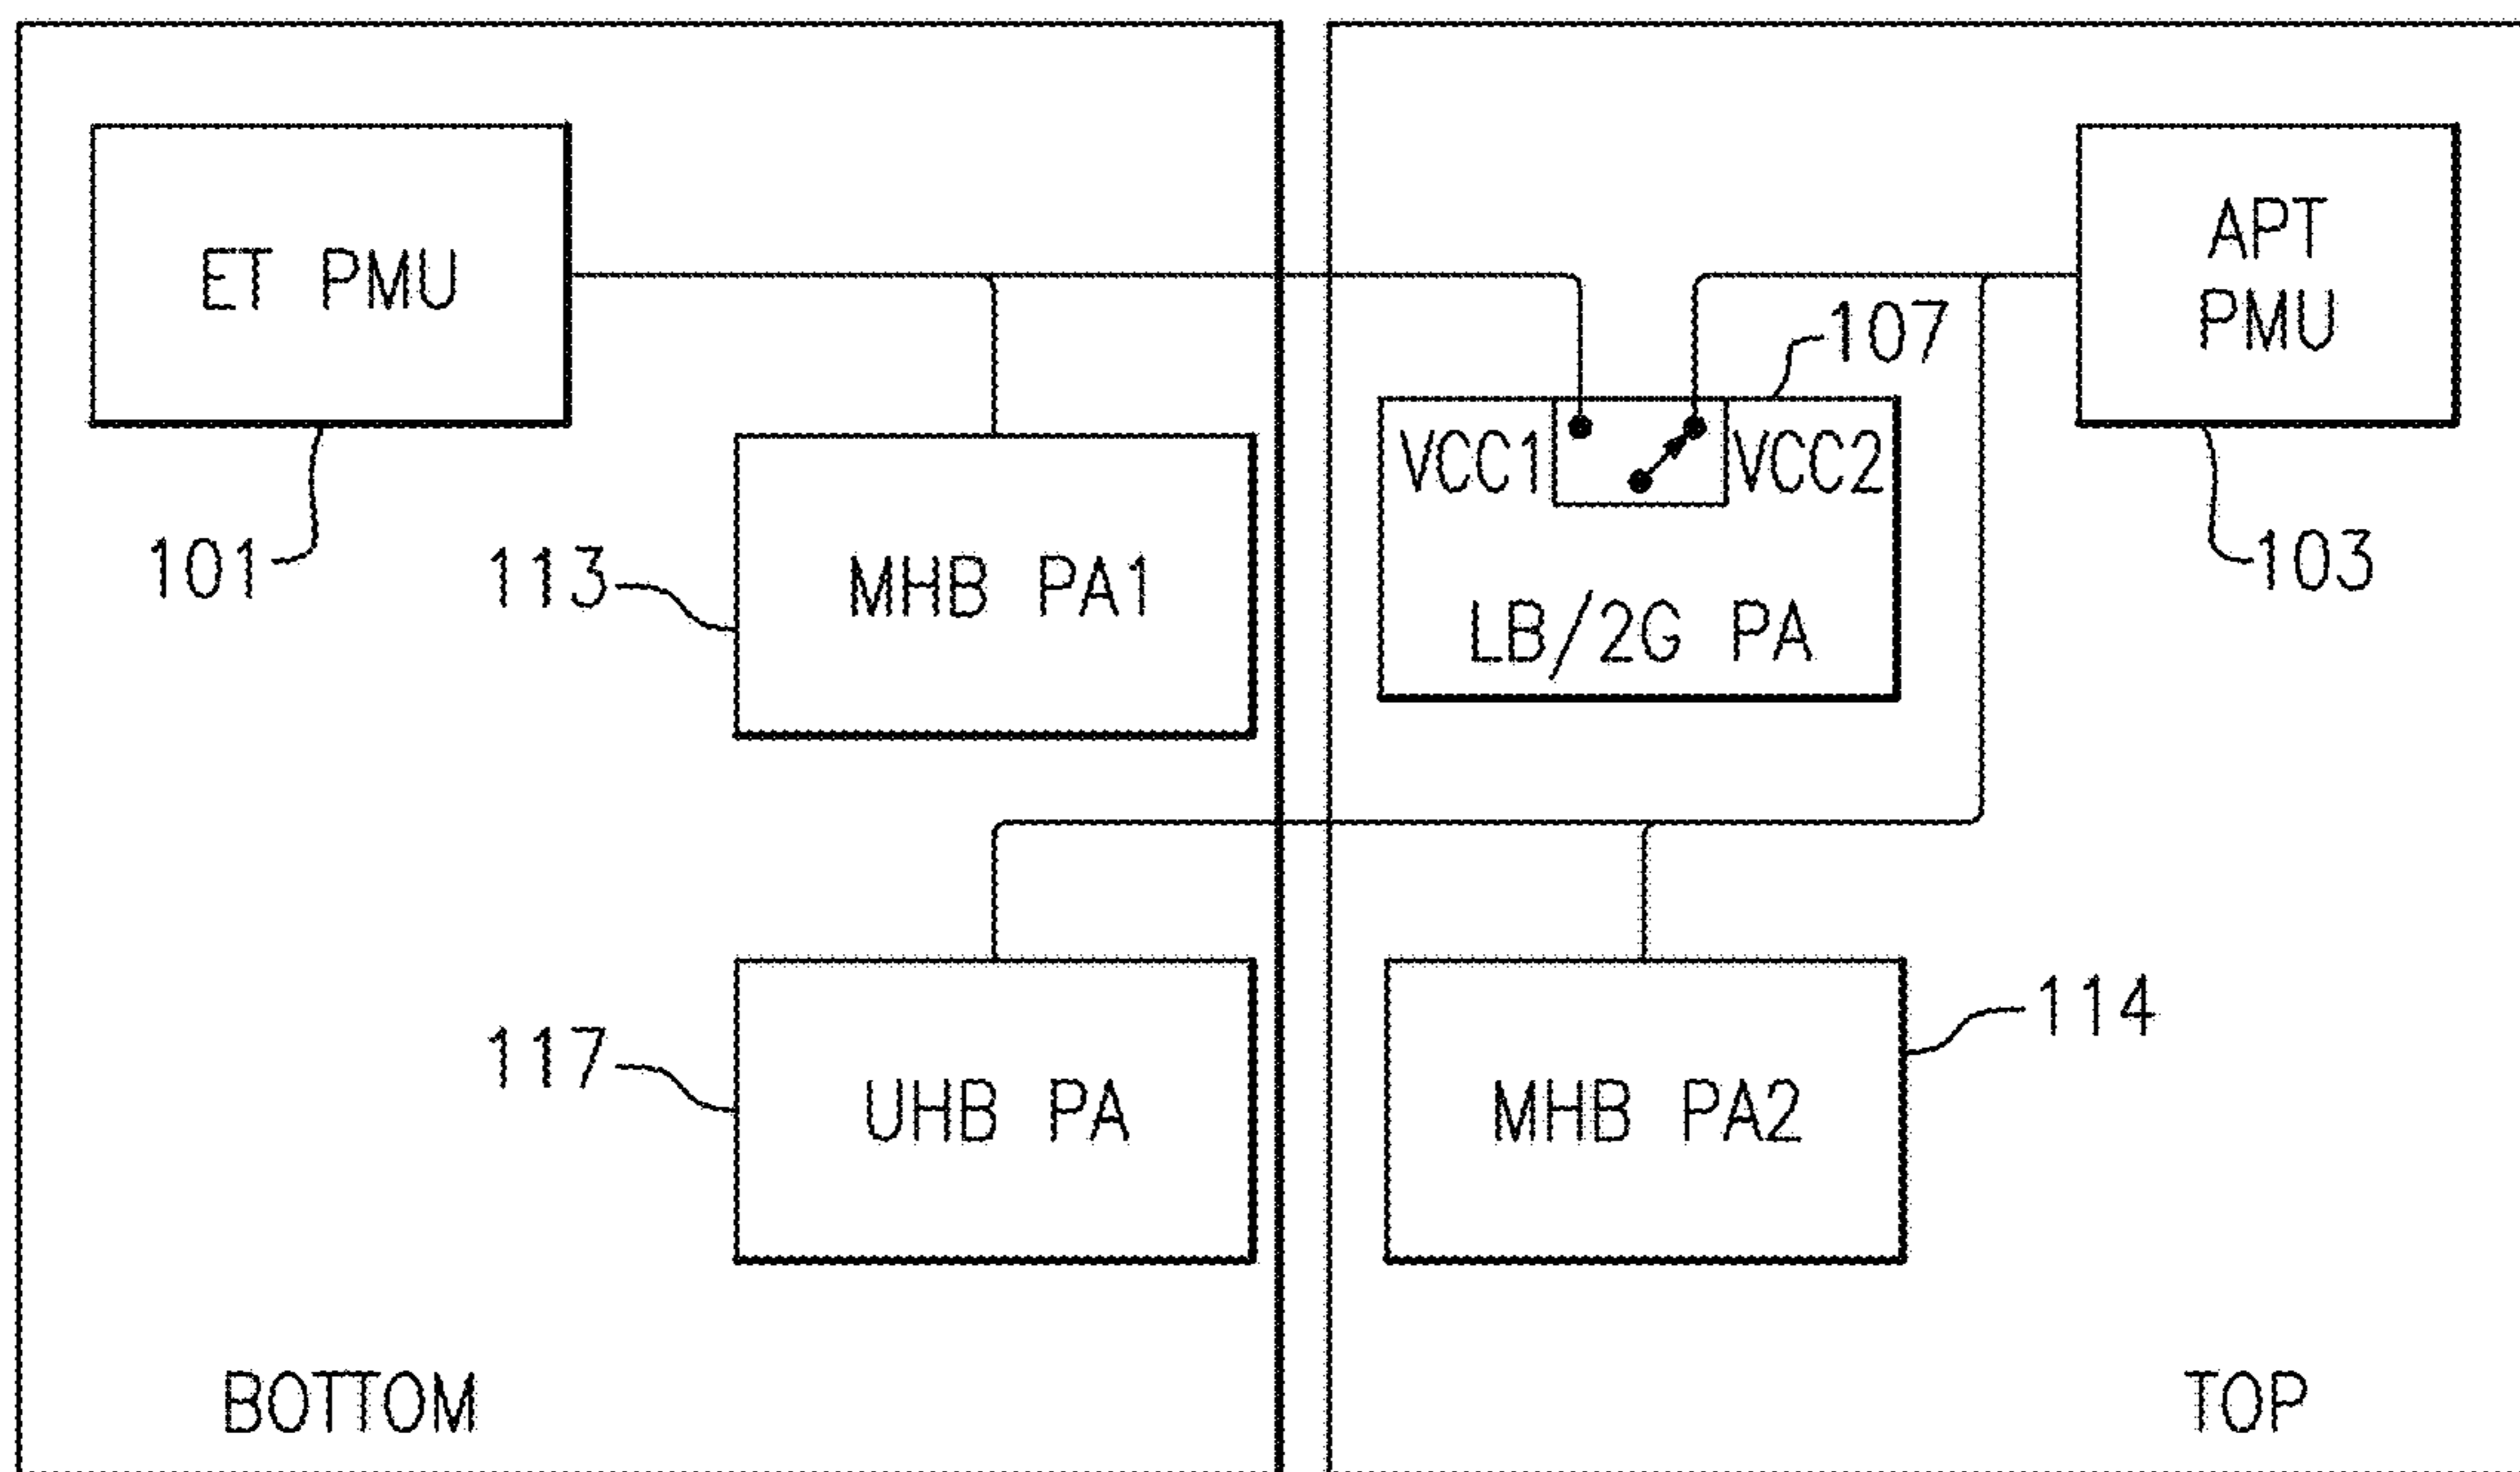 ET PMU
APT
PMU
107
VCC1
VCC2
101
113
MHB PA1
LB/2G PA
103
117
UHB PA
MHB PA2
114
BOTTOM
TOP